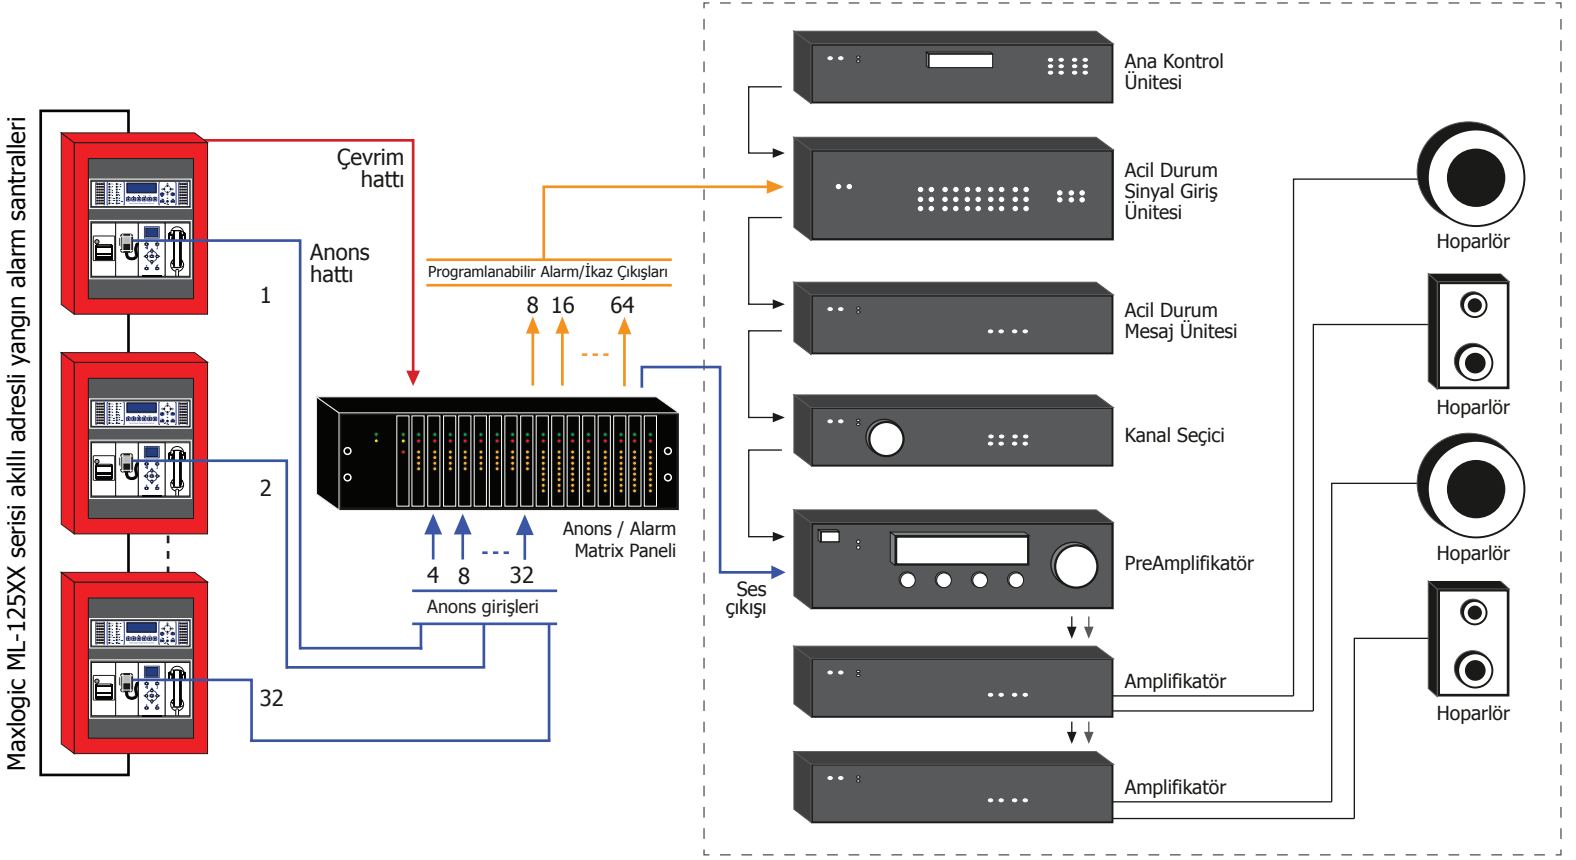 Maxlogic ML-125XX serisi akıllı adresli yangın alarm santralleri
Çevrim
hattı
Anons
hattı
1
2
32
Programlanabilir Alarm/İkaz Çıkışları
8 16 64
Anons / Alarm
Matrix Paneli
4 8 32
Anons girişleri
Ses
çıkışı
Ana Kontrol
Ünitesi
Acil Durum
Sinyal Giriş
Ünitesi
Acil Durum
Mesaj Ünitesi
Kanal Seçici
PreAmplifikatör
Amplifikatör
Amplifikatör
Hoparlör
Hoparlör
Hoparlör
Hoparlör